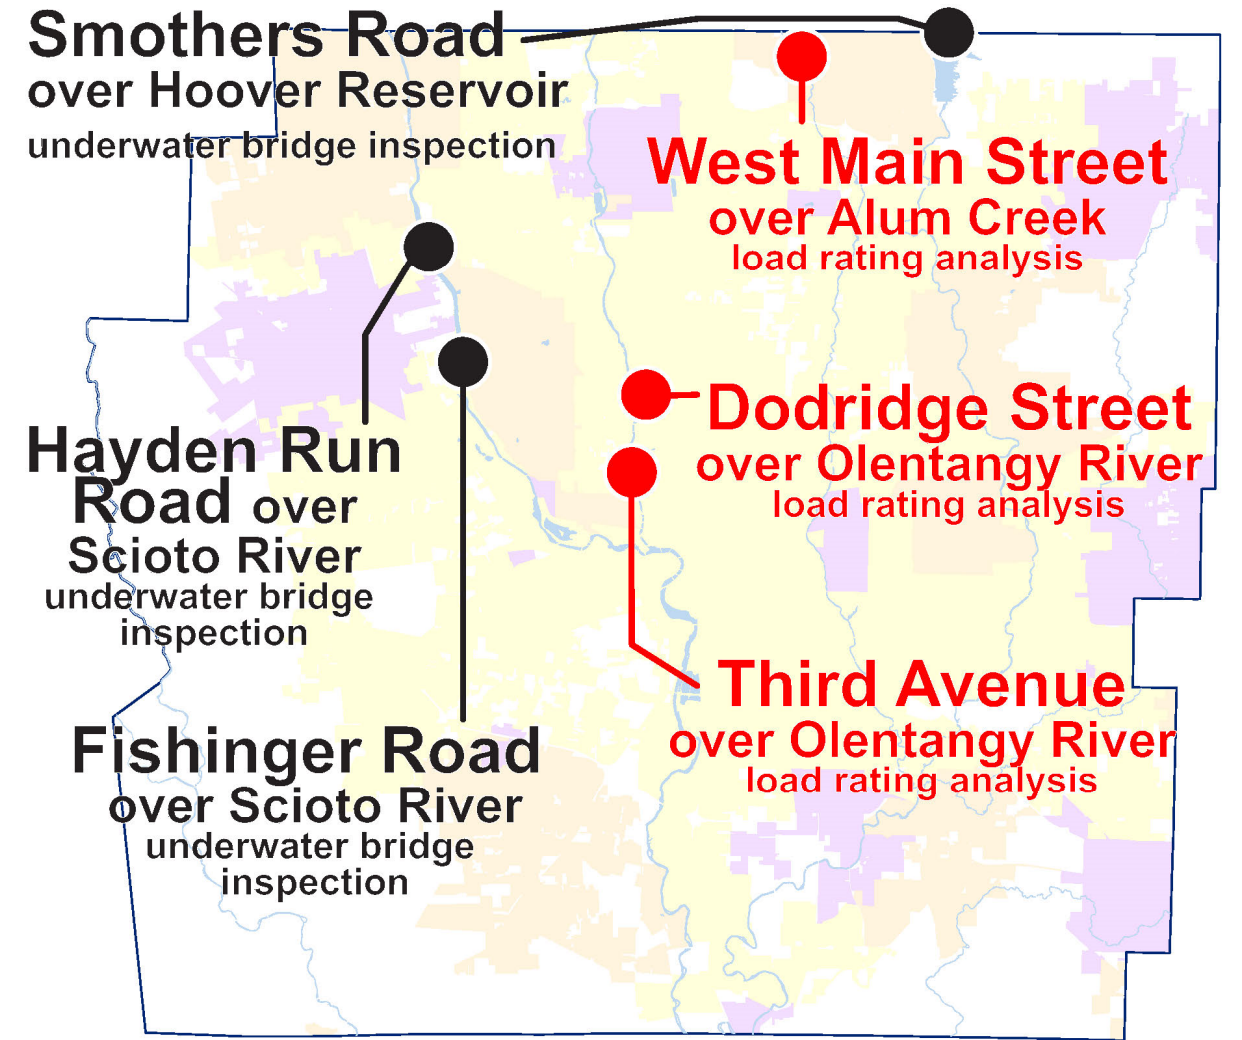 Smothers Road
over Hoover Reservoir
underwater bridge inspection
West Main Street
over Alum Creek
load rating analysis
Dodridge Street
over Olentangy River
load rating analysis
Hayden Run
Road over
Scioto River
underwater bridge
inspection
Third Avenue
over Olentangy River
load rating analysis
Fishinger Road
over Scioto River
underwater bridge
inspection